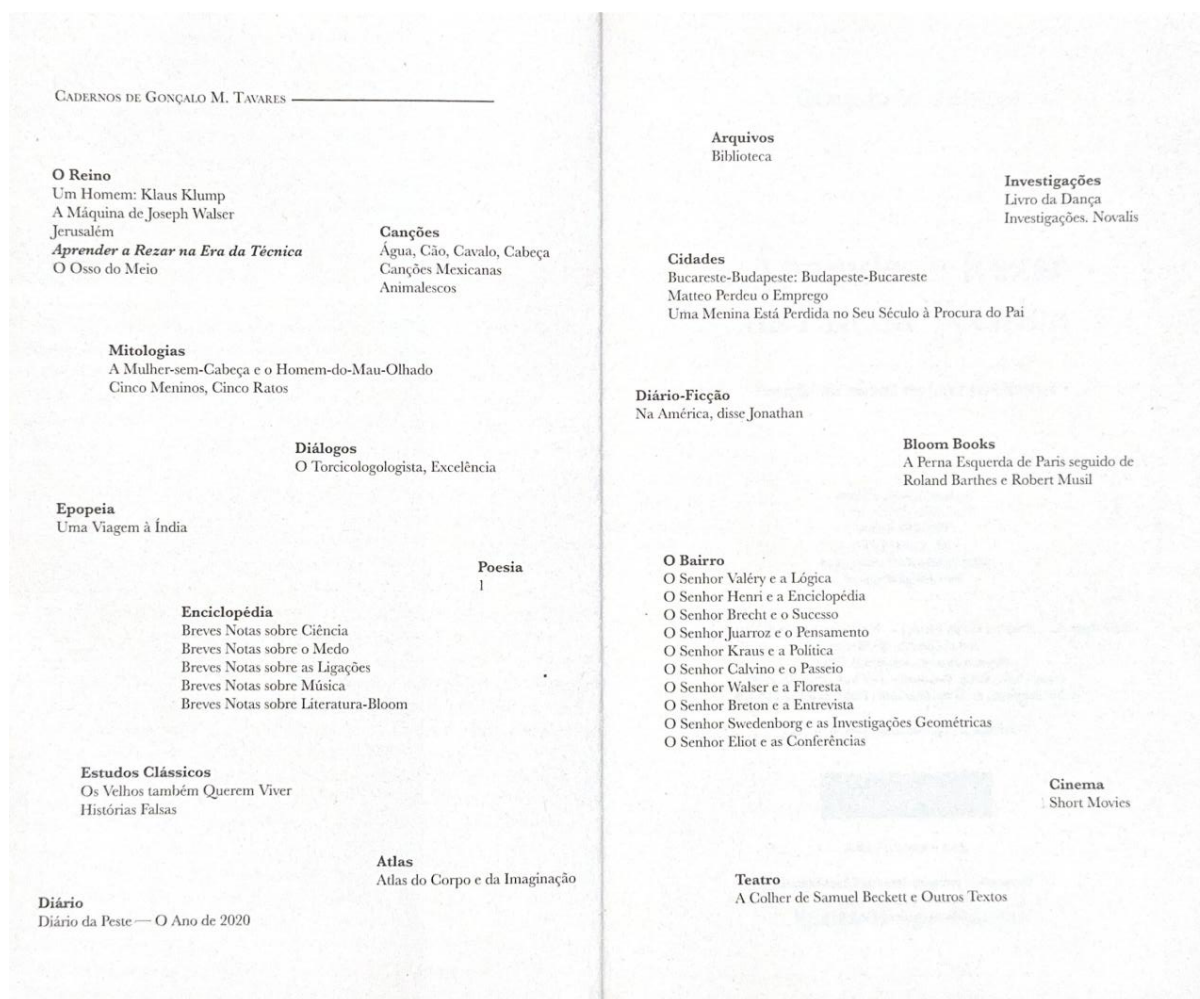 CADERNOS DE GONÇALO M. TAVARES
O Reino
Um Homem: Klaus Klump
A Máquina de Joseph Walser
Jerusalém
Aprender a Rezar na Era da Técnica
O Osso do Meio
Canções
Água, Cão, Cavalo, Cabeça
Canções Mexicanas
Animalescos
Mitologias
A Mulher-sem-Cabeça e o Homem-do-Mau-Olhado
Cinco Meninos, Cinco Ratos
Diálogos
O Torcicologologista, Excelência
Epopeia
Uma Viagem à Índia
Poesia
1
Enciclopédia
Breves Notas sobre Ciência
Breves Notas sobre o Medo
Breves Notas sobre as Ligações
Breves Notas sobre Música
Breves Notas sobre Literatura-Bloom
Estudos Clássicos
Os Velhos também Querem Viver
Histórias Falsas
Atlas
Atlas do Corpo e da Imaginação
Diário
Diário da Peste — O Ano de 2020
Arquivos
Biblioteca
Investigações
Livro da Dança
Investigações. Novalis
Cidades
Bucareste-Budapeste: Budapeste-Bucareste
Matteo Perdeu o Emprego
Uma Menina Está Perdida no Seu Século à Procura do Pai
Diário-Ficção
Na América, disse Jonathan
Bloom Books
A Perna Esquerda de Paris seguido de
Roland Barthes e Robert Musil
O Bairro
O Senhor Valéry e a Lógica
O Senhor Henri e a Enciclopédia
O Senhor Brecht e o Sucesso
O Senhor Juarroz e o Pensamento
O Senhor Kraus e a Política
O Senhor Calvino e o Passeio
O Senhor Walser e a Floresta
O Senhor Breton e a Entrevista
O Senhor Swedenborg e as Investigações Geométricas
O Senhor Eliot e as Conferências
Cinema
Short Movies
Teatro
A Colher de Samuel Beckett e Outros Textos